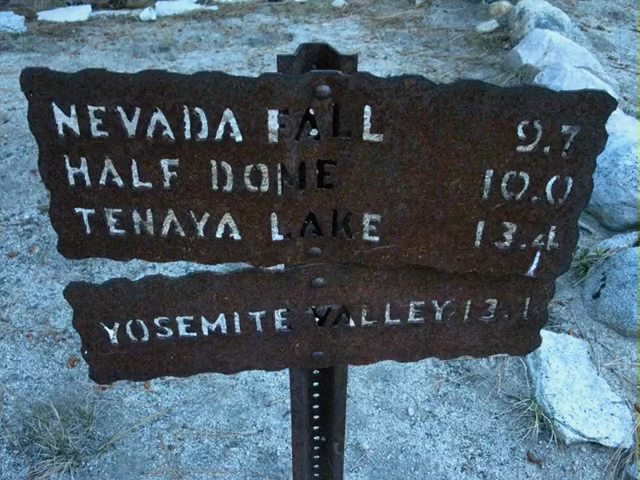 NEVADA FALL 9.7
HALF DOME 10.0
TENAYA LAKE 13.4
YOSEMITE VALLEY 13.1